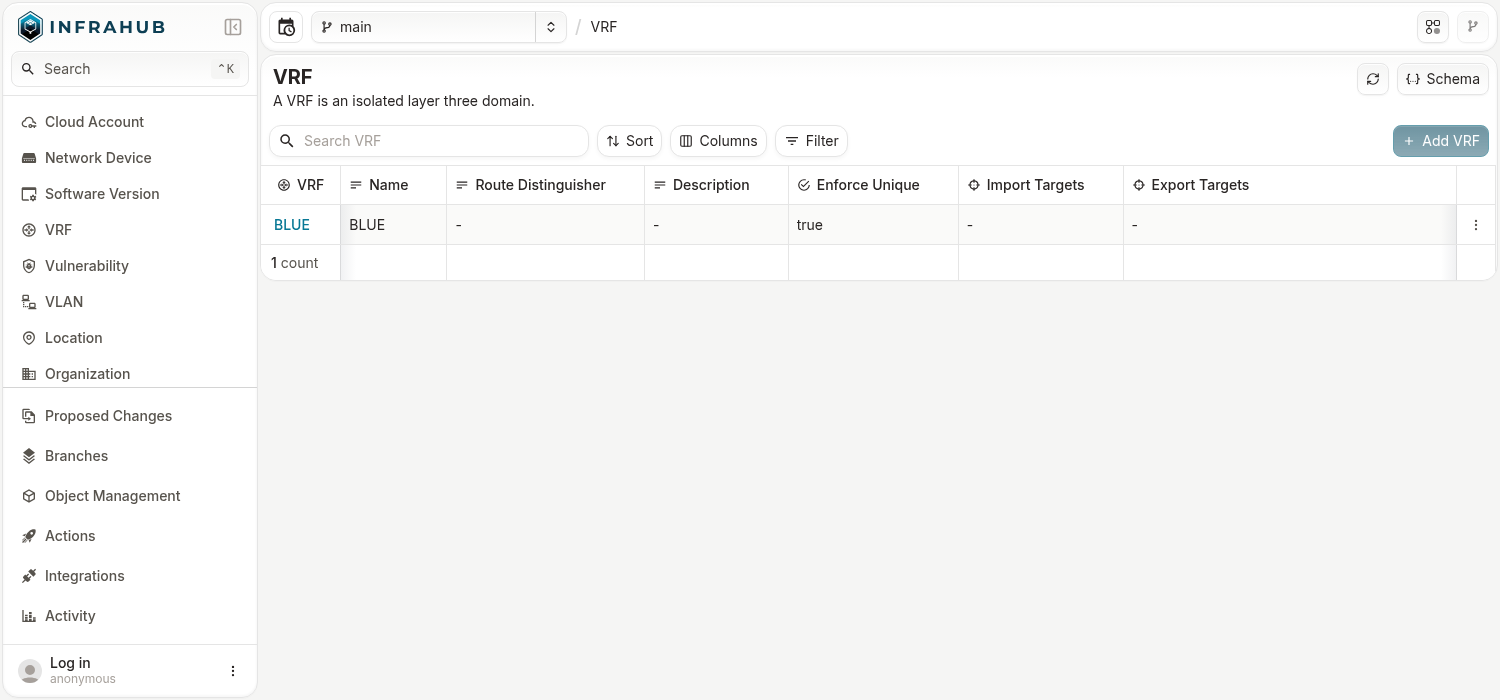 INFRAHUB
Search ⌃K
Cloud Account
Network Device
Software Version
VRF
Vulnerability
VLAN
Location
Organization
Proposed Changes
Branches
Object Management
Actions
Integrations
Activity
Log in
anonymous
main / VRF
VRF
A VRF is an isolated layer three domain.
Schema
Search VRF Sort Columns Filter + Add VRF
VRF Name Route Distinguisher Description Enforce Unique Import Targets Export Targets
BLUE BLUE - - true - -
1 count